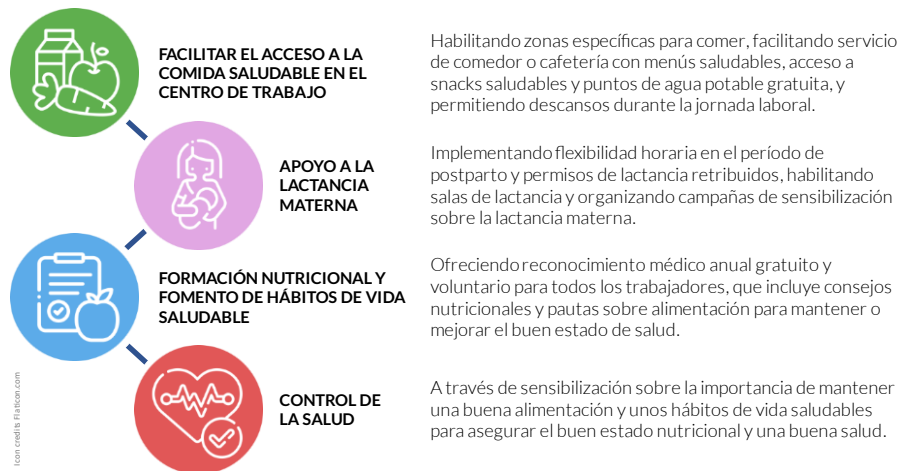 FACILITAR EL ACCESO A LA
COMIDA SALUDABLE EN EL
CENTRO DE TRABAJO
Habilitando zonas específicas para comer, facilitando servicio
de comedor o cafetería con menús saludables, acceso a
snacks saludables y puntos de agua potable gratuita, y
permitiendo descansos durante la jornada laboral.
APOYO A LA
LACTANCIA
MATERNA
Implementando flexibilidad horaria en el período de
postparto y permisos de lactancia retribuidos, habilitando
salas de lactancia y organizando campañas de sensibilización
sobre la lactancia materna.
FORMACIÓN NUTRICIONAL Y
FOMENTO DE HÁBITOS DE VIDA
SALUDABLE
Ofreciendo reconocimiento médico anual gratuito y
voluntario para todos los trabajadores, que incluye consejos
nutricionales y pautas sobre alimentación para mantener o
mejorar el buen estado de salud.
CONTROL DE
LA SALUD
A través de sensibilización sobre la importancia de mantener
una buena alimentación y unos hábitos de vida saludables
para asegurar el buen estado nutricional y una buena salud.
Icon credits Flaticon.com